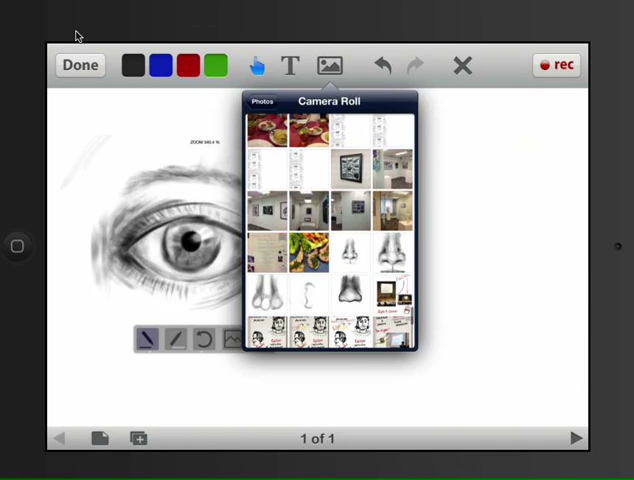 Done
T
rec
Photos
Camera Roll
ZOOM 340.4 %
1 of 1